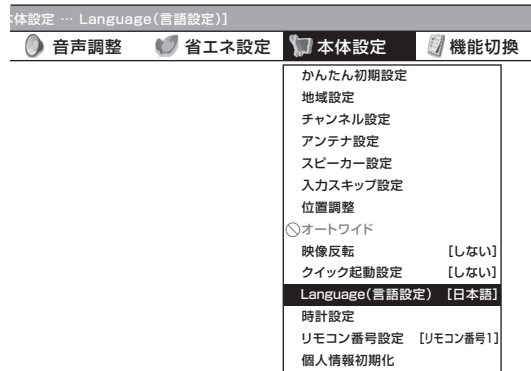 本体設定 … Language(言語設定)]
音声調整 省エネ設定 本体設定 機能切換
かんたん初期設定
地域設定
チャンネル設定
アンテナ設定
スピーカー設定
入力スキップ設定
位置調整
オートワイド
映像反転 [しない]
クイック起動設定 [しない]
Language(言語設定) [日本語]
時計設定
リモコン番号設定 [リモコン番号1]
個人情報初期化